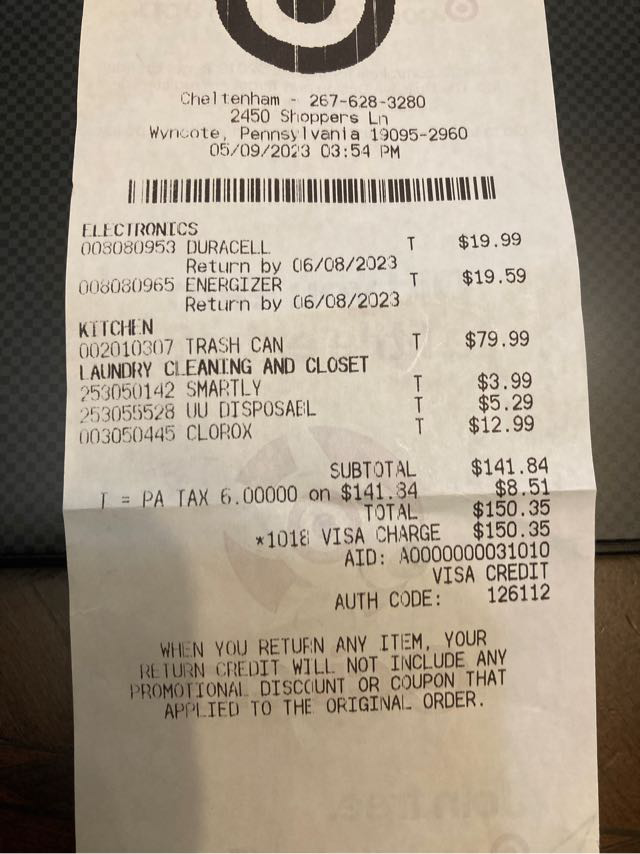 Cheltenham - 267-628-3280
2450 Shoppers Ln
Wyncote, Pennsylvania 19095-2960
05/09/2023 03:54 PM
ELECTRONICS
008080953 DURACELL T $19.99
Return by 06/08/2023
008080965 ENERGIZER T $19.59
Return by 06/08/2023
KITCHEN
002010307 TRASH CAN T $79.99
LAUNDRY CLEANING AND CLOSET
253050142 SMARTLY T $3.99
253055528 UU DISPOSABL T $5.29
003050445 CLOROX T $12.99
SUBTOTAL $141.84
T = PA TAX 6.00000 on $141.84 $8.51
TOTAL $150.35
*1018 VISA CHARGE $150.35
AID: A0000000031010
VISA CREDIT
AUTH CODE: 126112
WHEN YOU RETURN ANY ITEM, YOUR
RETURN CREDIT WILL NOT INCLUDE ANY
PROMOTIONAL DISCOUNT OR COUPON THAT
APPLIED TO THE ORIGINAL ORDER.